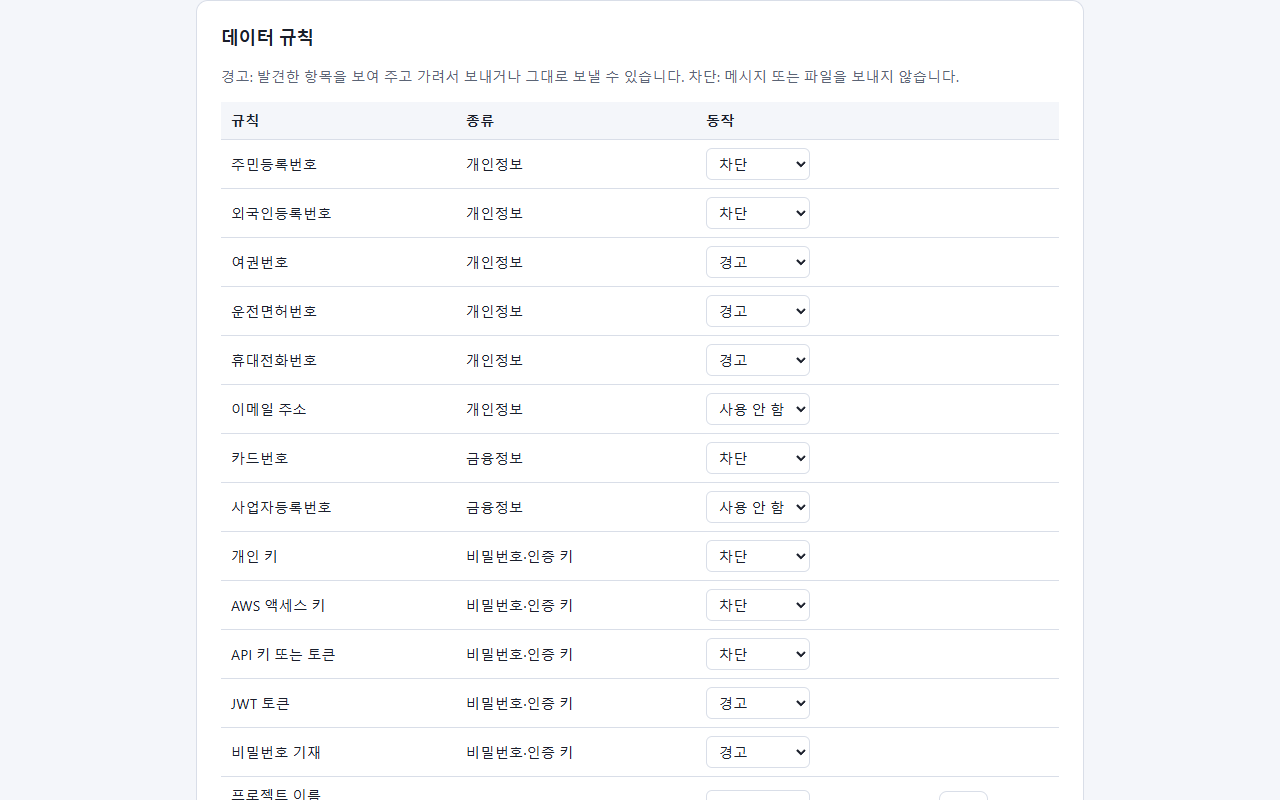 데이터 규칙
경고: 발견한 항목을 보여 주고 가려서 보내거나 그대로 보낼 수 있습니다. 차단: 메시지 또는 파일을 보내지 않습니다.
규칙 종류 동작
주민등록번호 개인정보 차단
외국인등록번호 개인정보 차단
여권번호 개인정보 경고
운전면허번호 개인정보 경고
휴대전화번호 개인정보 경고
이메일 주소 개인정보 사용 안 함
카드번호 금융정보 차단
사업자등록번호 금융정보 사용 안 함
개인 키 비밀번호·인증 키 차단
AWS 액세스 키 비밀번호·인증 키 차단
API 키 또는 토큰 비밀번호·인증 키 차단
JWT 토큰 비밀번호·인증 키 경고
비밀번호 기재 비밀번호·인증 키 경고
프로젝트 이름